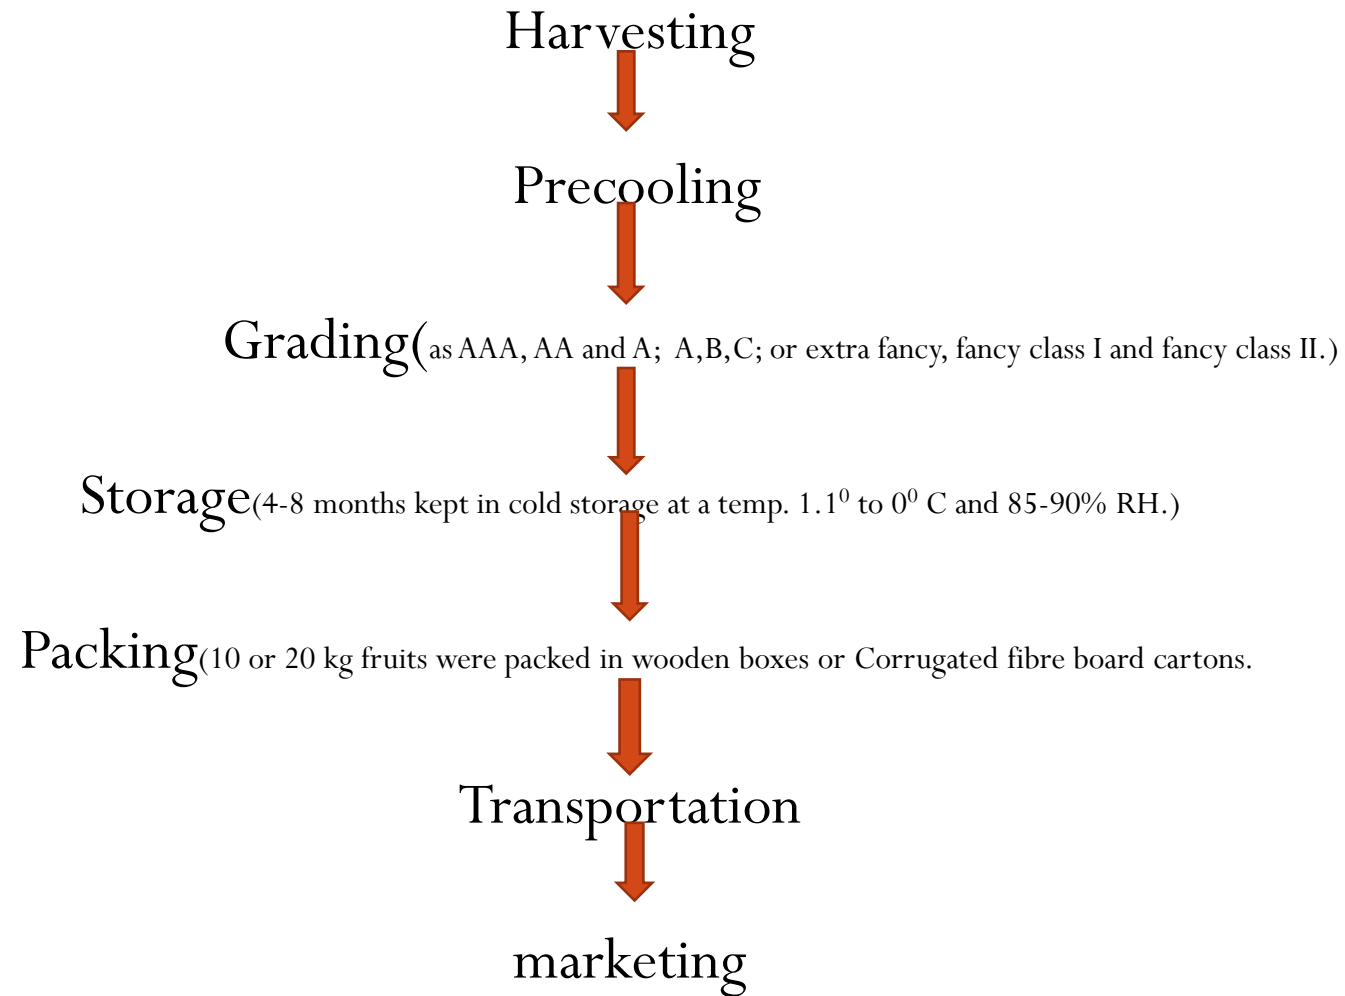 Harvesting
Precooling
Grading(as AAA, AA and A; A,B,C; or extra fancy, fancy class I and fancy class II.)
Storage(4-8 months kept in cold storage at a temp. 1.1⁰ to 0⁰ C and 85-90% RH.)
Packing(10 or 20 kg fruits were packed in wooden boxes or Corrugated fibre board cartons.
Transportation
marketing